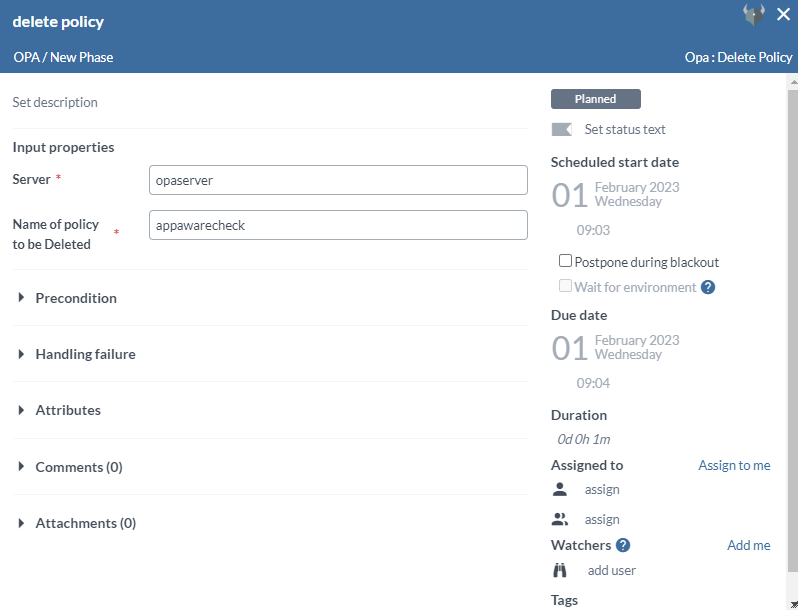 delete policy
OPA / New Phase
Opa : Delete Policy
Set description
Input properties
Server *
opaserver
Name of policy
to be Deleted *
appawarecheck
Precondition
Handling failure
Attributes
Comments (0)
Attachments (0)
Planned
Set status text
Scheduled start date
01 February 2023
Wednesday
09:03
Postpone during blackout
Wait for environment ?
Due date
01 February 2023
Wednesday
09:04
Duration
0d 0h 1m
Assigned to Assign to me
assign
assign
Watchers ? Add me
add user
Tags